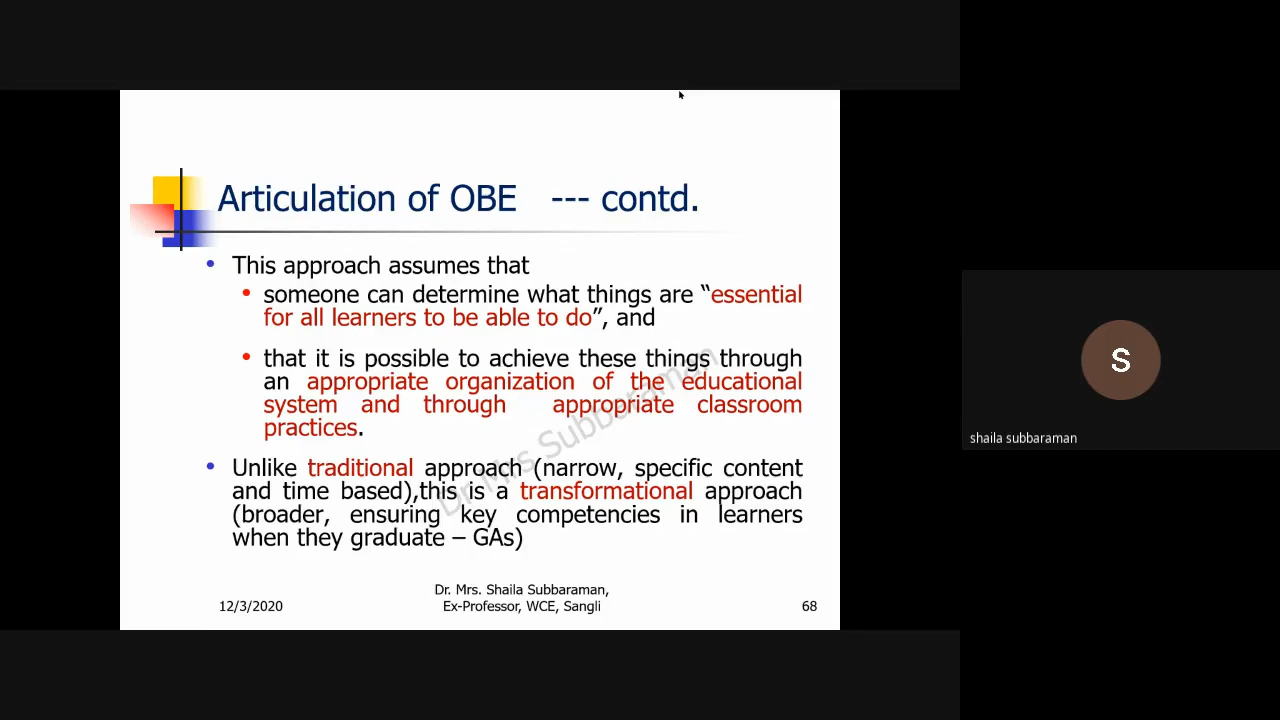 Articulation of OBE --- contd.
• This approach assumes that
• someone can determine what things are “essential
for all learners to be able to do”, and
• that it is possible to achieve these things through
an appropriate organization of the educational
system and through appropriate classroom
practices.
• Unlike traditional approach (narrow, specific content
and time based),this is a transformational approach
(broader, ensuring key competencies in learners
when they graduate – GAs)
Dr Mrs Subbaraman
12/3/2020
Dr. Mrs. Shaila Subbaraman,
Ex-Professor, WCE, Sangli
68
S
shaila subbaraman